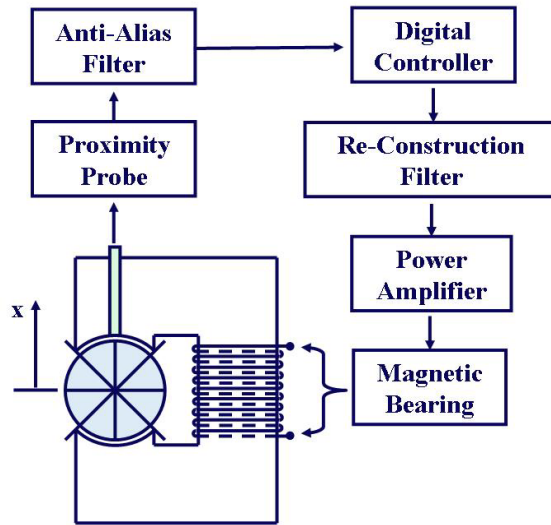 Anti-Alias
Filter
Digital
Controller
Proximity
Probe
Re-Construction
Filter
Power
Amplifier
x
Magnetic
Bearing